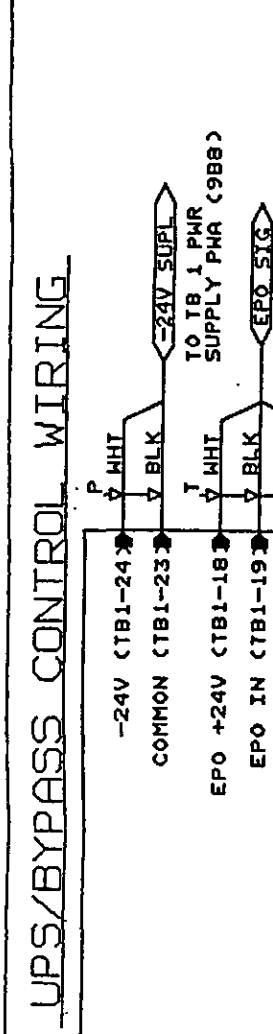 UPS/BYPASS CONTROL WIRING
P
WHT
-24V (TB1-24)
BLK
COMMON (TB1-23)
-24V SUPL
TO TB 1 PWR
SUPPLY PWA (9B8)
T
WHT
EPO +24V (TB1-18)
BLK
EPO IN (TB1-19)
EPO SIG